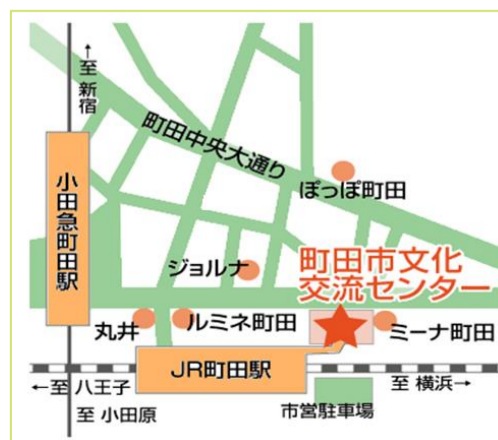 ←至 新宿
町田中央大通り
ぽっぽ町田
小田急町田駅
ジョルナ
町田市文化
交流センター
丸井
ルミネ町田
ミーナ町田
JR町田駅
←至 八王子
至 横浜→
至 小田原
市営駐車場